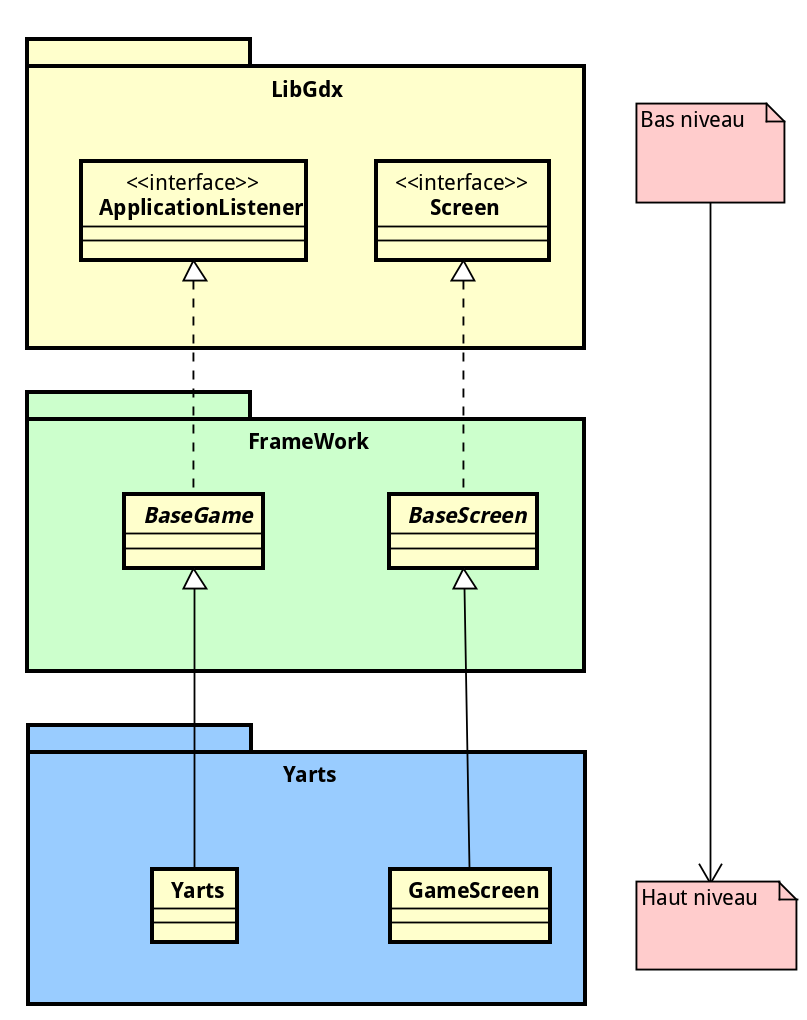 LibGdx
<<interface>>
ApplicationListener
<<interface>>
Screen
Bas niveau
FrameWork
BaseGame
BaseScreen
Yarts
Yarts
GameScreen
Haut niveau